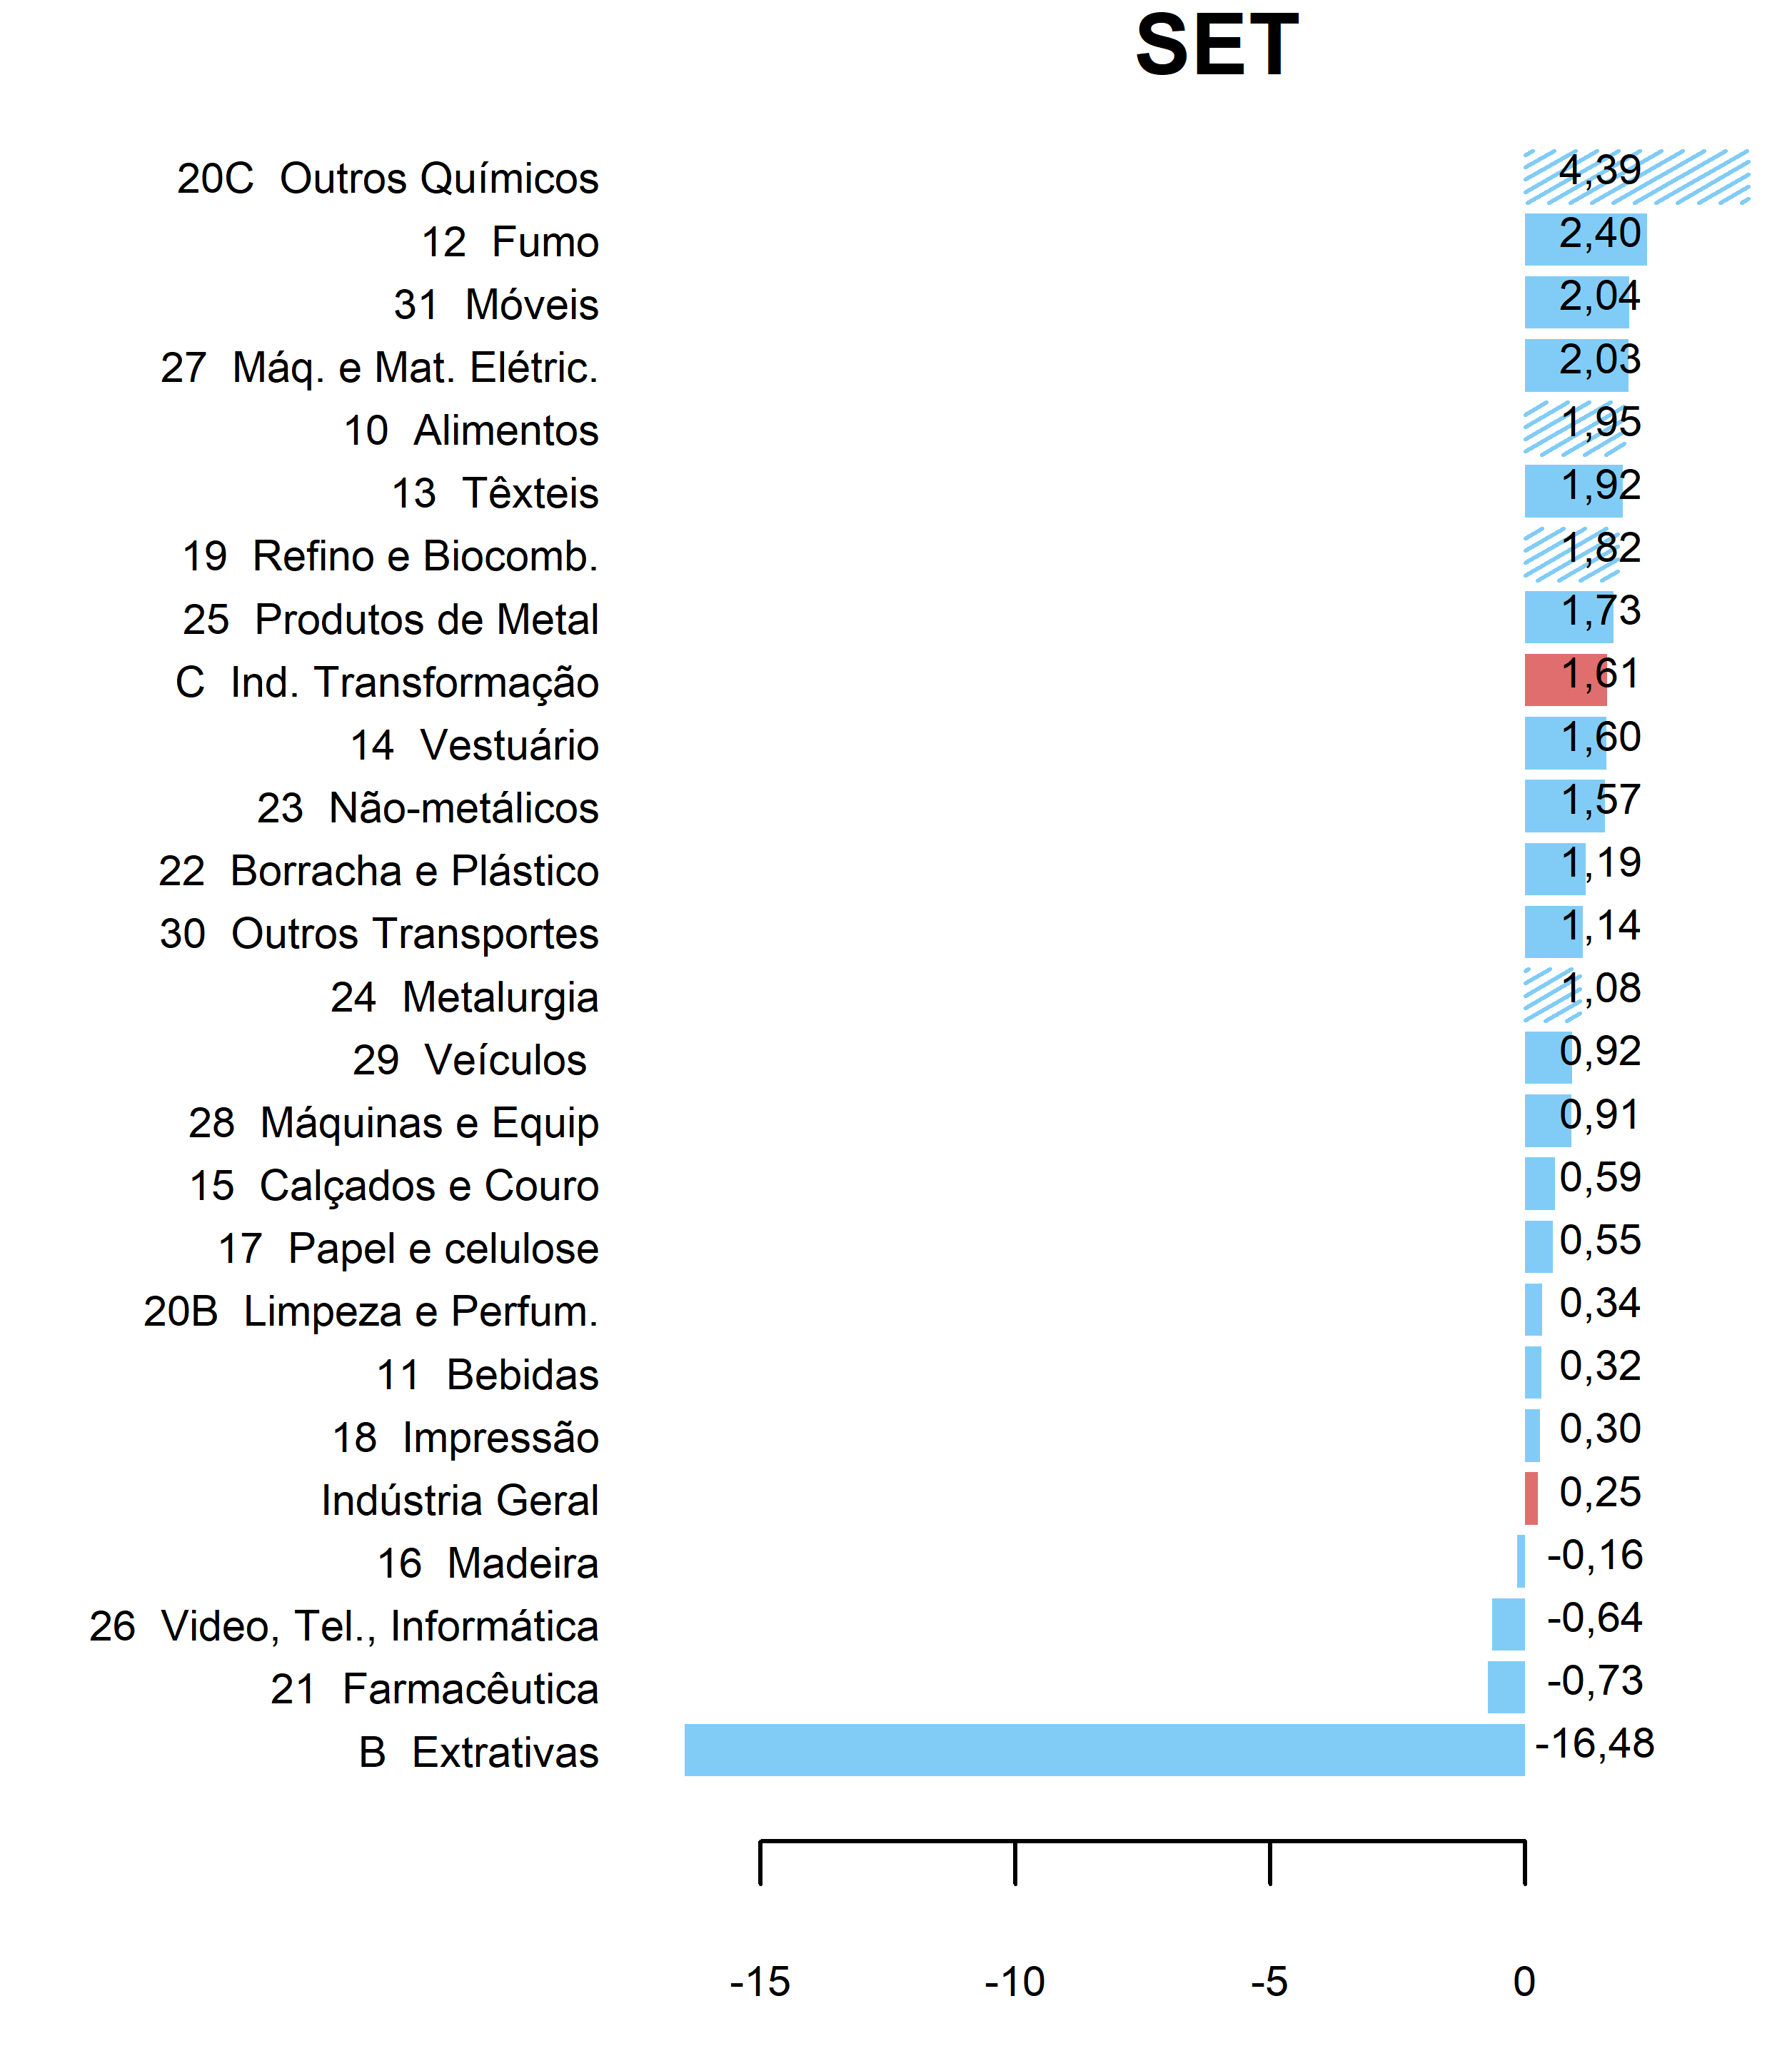 SET
20C Outros Químicos 4,39
12 Fumo 2,40
31 Móveis 2,04
27 Máq. e Mat. Elétric. 2,03
10 Alimentos 1,95
13 Têxteis 1,92
19 Refino e Biocomb. 1,82
25 Produtos de Metal 1,73
C Ind. Transformação 1,61
14 Vestuário 1,60
23 Não-metálicos 1,57
22 Borracha e Plástico 1,19
30 Outros Transportes 1,14
24 Metalurgia 1,08
29 Veículos 0,92
28 Máquinas e Equip 0,91
15 Calçados e Couro 0,59
17 Papel e celulose 0,55
20B Limpeza e Perfum. 0,34
11 Bebidas 0,32
18 Impressão 0,30
Indústria Geral 0,25
16 Madeira -0,16
26 Video, Tel., Informática -0,64
21 Farmacêutica -0,73
B Extrativas -16,48
-15 -10 -5 0